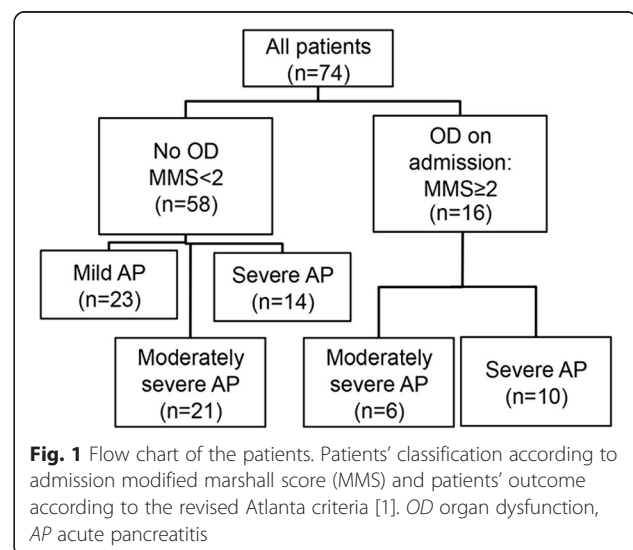 All patients
(n=74)
No OD
MMS<2
(n=58)
OD on
admission:
MMS≥2
(n=16)
Mild AP
(n=23)
Severe AP
(n=14)
Moderately
severe AP
(n=21)
Moderately
severe AP
(n=6)
Severe AP
(n=10)
Fig. 1 Flow chart of the patients. Patients’ classification according to
admission modified marshall score (MMS) and patients’ outcome
according to the revised Atlanta criteria [1]. OD organ dysfunction,
AP acute pancreatitis